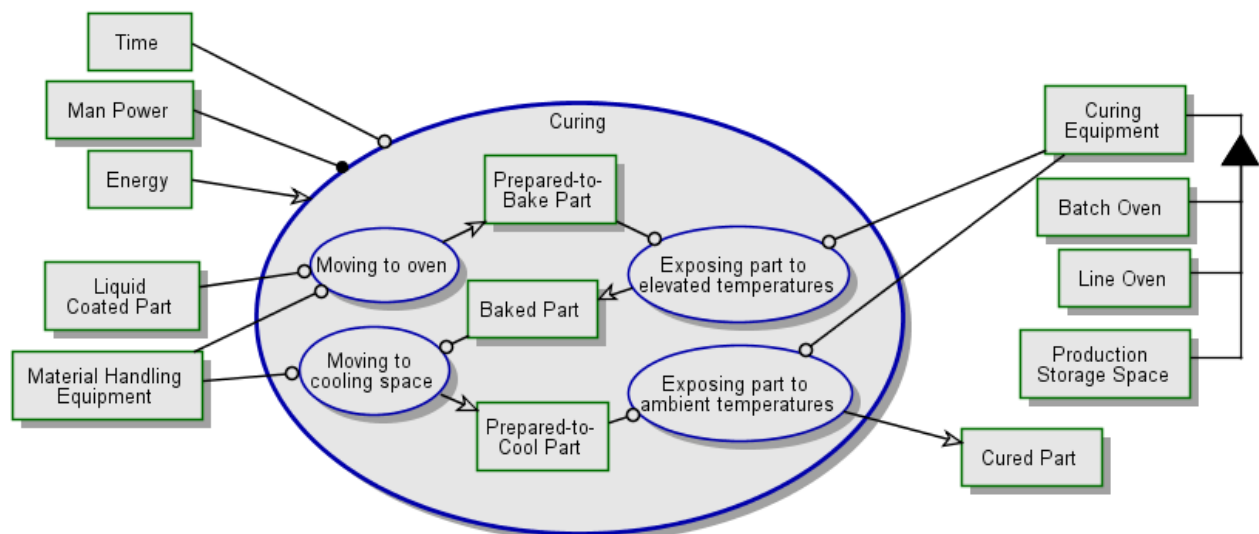 Time
Man Power
Energy
Curing
Curing
Equipment
Prepared-to-
Bake Part
Batch Oven
Moving to oven
Exposing part to
elevated temperatures
Line Oven
Liquid
Coated Part
Baked Part
Material Handling
Equipment
Moving to
cooling space
Exposing part to
ambient temperatures
Production
Storage Space
Prepared-to-
Cool Part
Cured Part